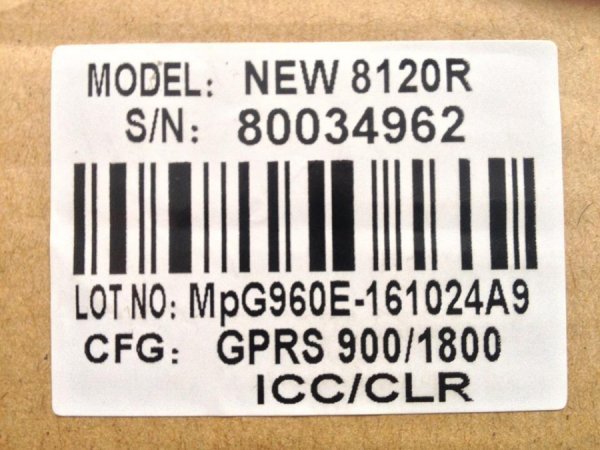 MODEL: NEW 8120R
S/N: 80034962
LOT NO: MpG960E-161024A9
CFG: GPRS 900/1800
ICC/CLR